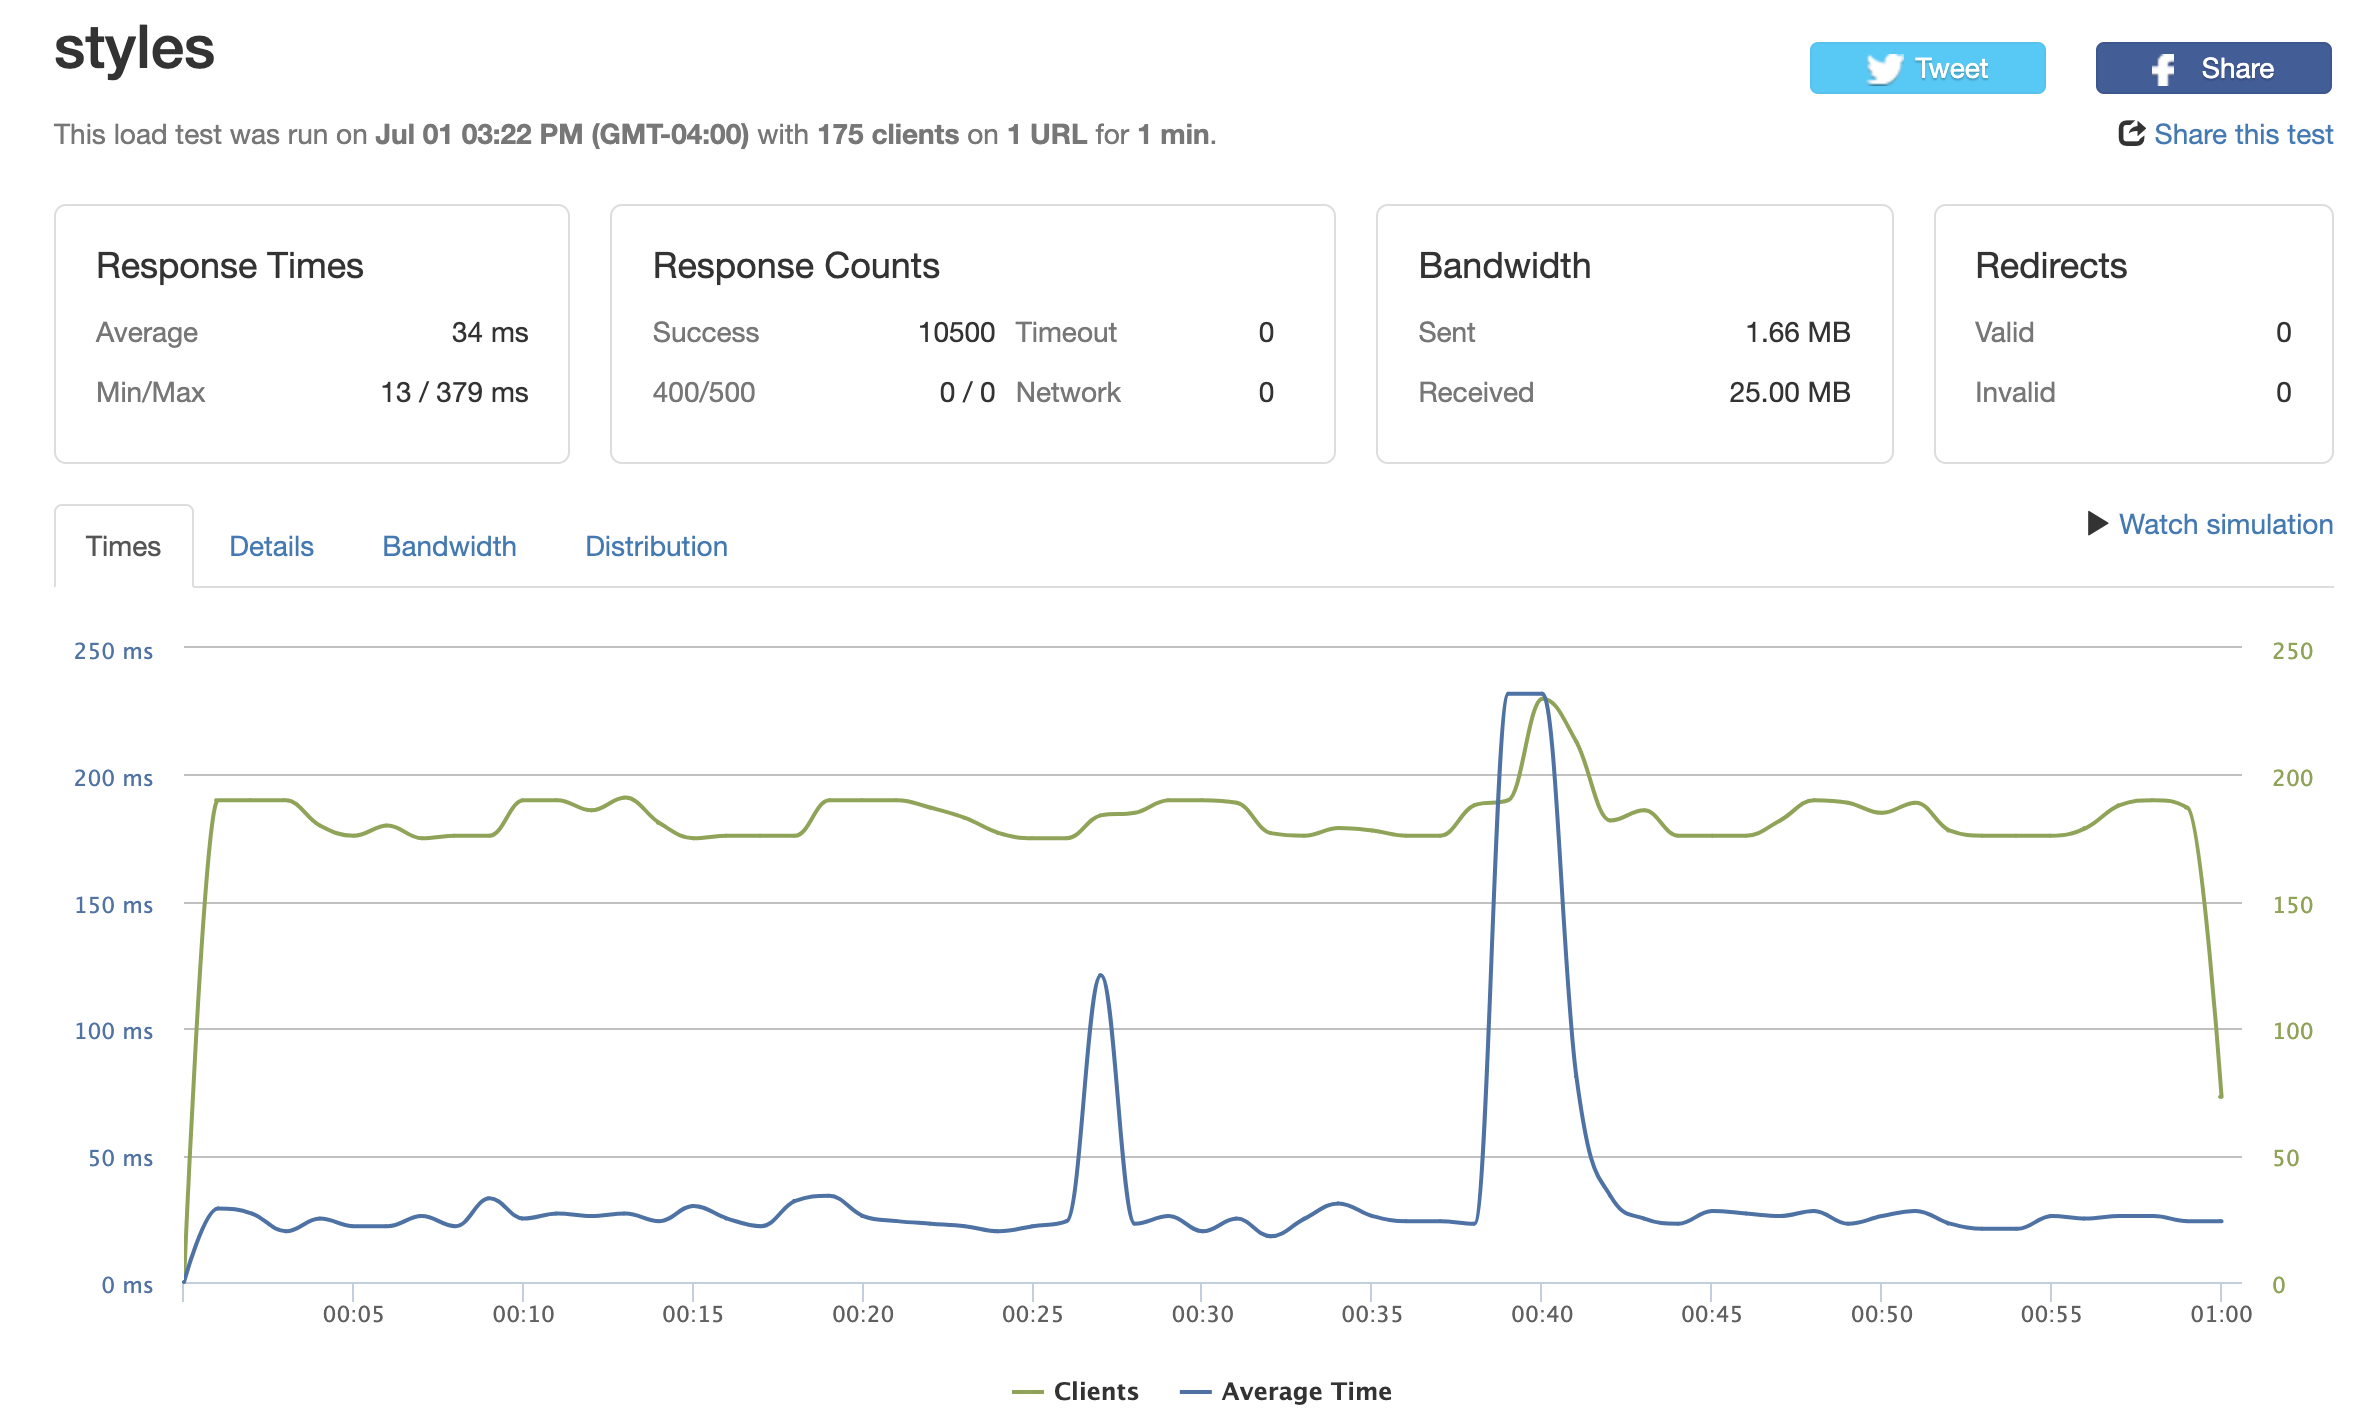 styles
Tweet
Share
This load test was run on Jul 01 03:22 PM (GMT-04:00) with 175 clients on 1 URL for 1 min.
Share this test
Response Times
Average 34 ms
Min/Max 13 / 379 ms
Response Counts
Success 10500 Timeout 0
400/500 0 / 0 Network 0
Bandwidth
Sent 1.66 MB
Received 25.00 MB
Redirects
Valid 0
Invalid 0
Times Details Bandwidth Distribution
Watch simulation
250 ms 250
200 ms 200
150 ms 150
100 ms 100
50 ms 50
0 ms 0
00:05 00:10 00:15 00:20 00:25 00:30 00:35 00:40 00:45 00:50 00:55 01:00
Clients Average Time